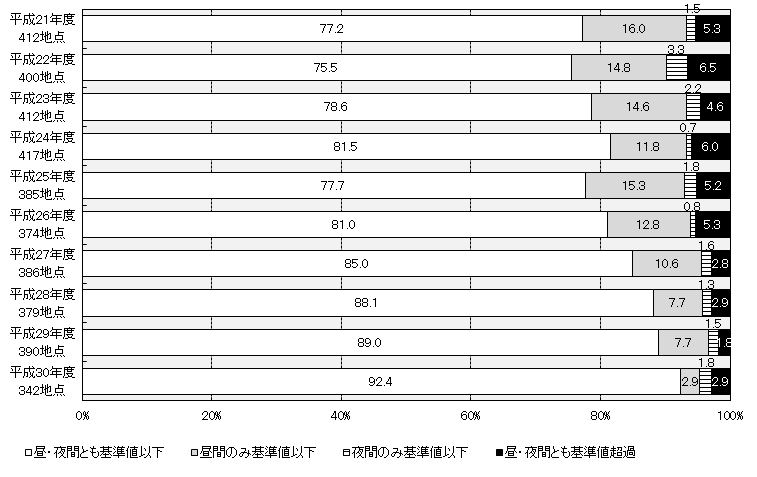 平成21年度
412地点
77.2
16.0
1.5
5.3
平成22年度
400地点
75.5
14.8
3.3
6.5
平成23年度
412地点
78.6
14.6
2.2
4.6
平成24年度
417地点
81.5
11.8
0.7
6.0
平成25年度
385地点
77.7
15.3
1.8
5.2
平成26年度
374地点
81.0
12.8
0.8
5.3
平成27年度
386地点
85.0
10.6
1.6
2.8
平成28年度
379地点
88.1
7.7
1.3
2.9
平成29年度
390地点
89.0
7.7
1.5
1.8
平成30年度
342地点
92.4
2.9
1.8
2.9
0% 20% 40% 60% 80% 100%
昼・夜間とも基準値以下 昼間のみ基準値以下 夜間のみ基準値以下 昼・夜間とも基準値超過